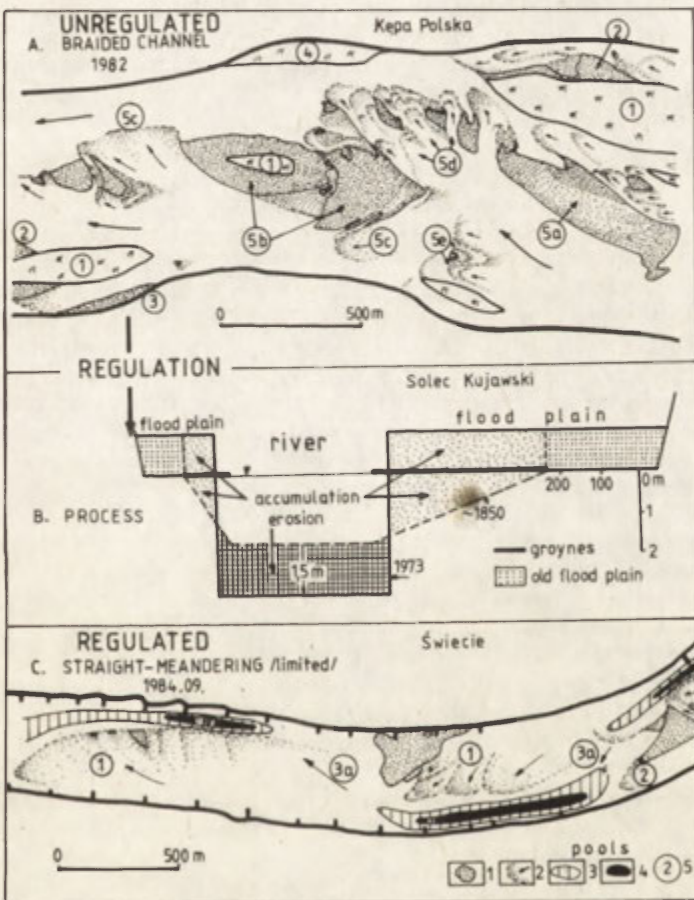 UNREGULATED
A. BRAIDED CHANNEL
1982
Kępa Polska
4
2
1
5c
5d
1
5b
5c
5e
5a
2
1
3
0 500 m
REGULATION
Solec Kujawski
flood plain
river
flood plain
200 100 0 m
accumulation
erosion
B. PROCESS
~1850
1
2
1,5 m
1973
groynes
old flood plain
REGULATED
C. STRAIGHT-MEANDERING /limited/
1984.09.
Świecie
1
3a
1
3a
2
0 500 m
pools
1 2 3 4 2 5